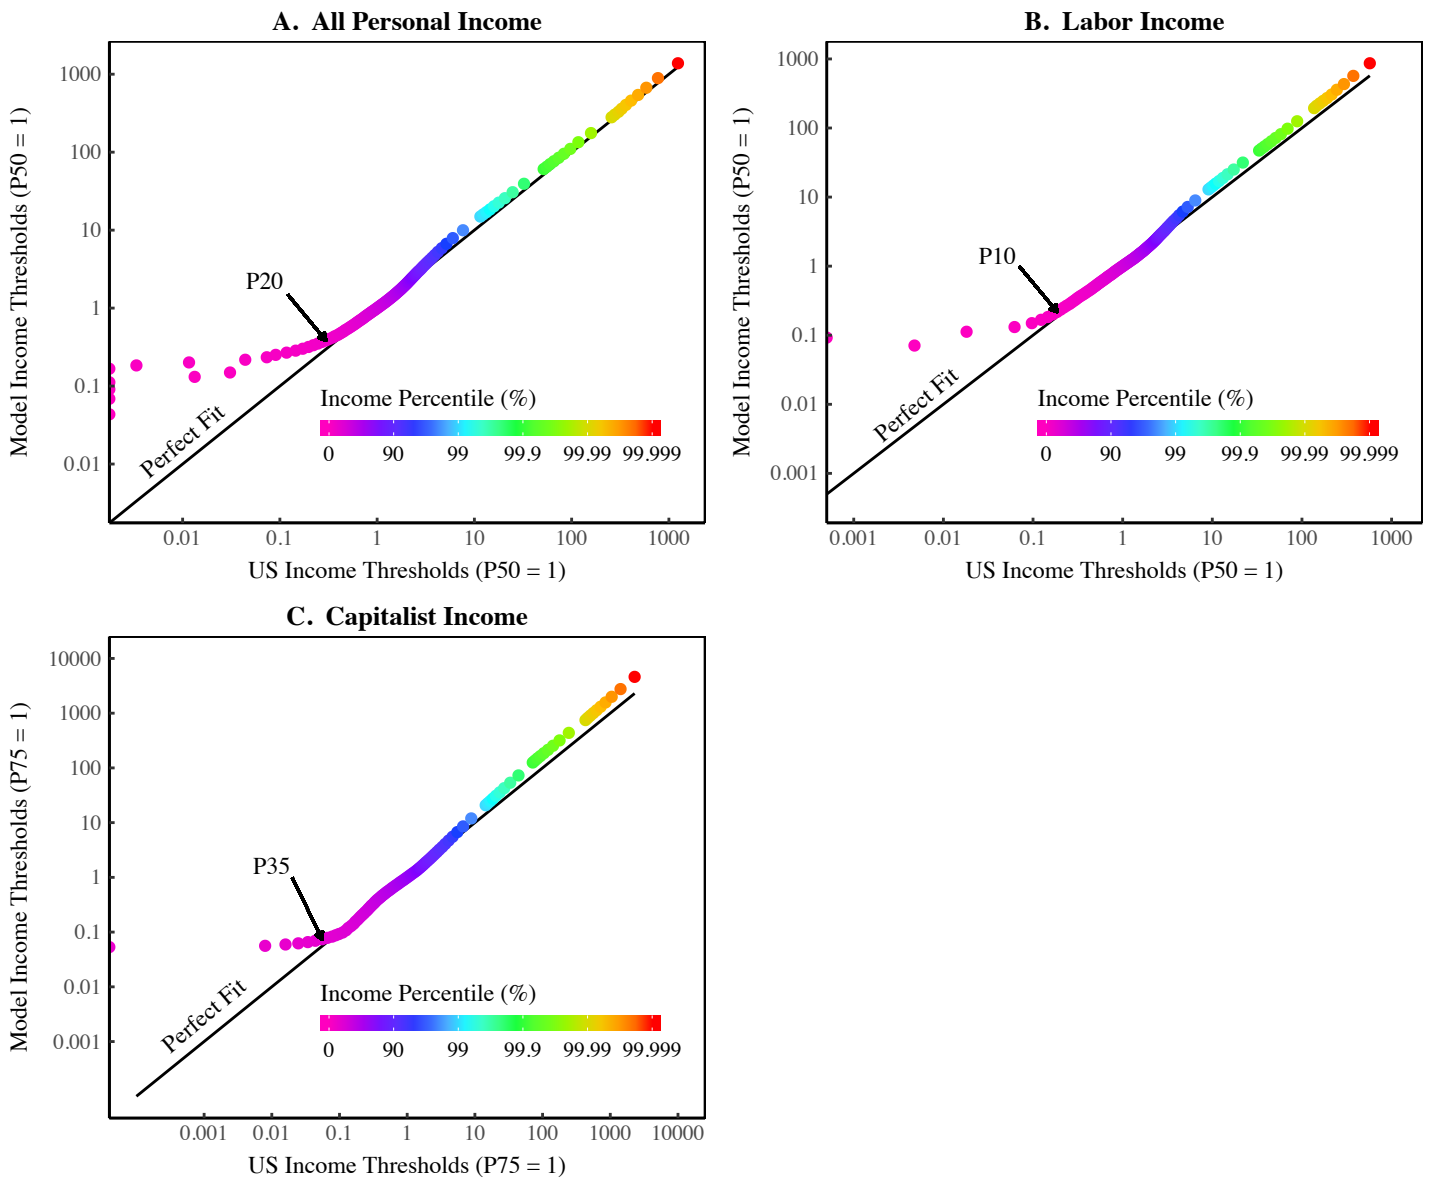 A. All Personal Income
Model Income Thresholds (P50 = 1)
1000
100
10
1
0.1
0.01
P20
Perfect Fit
Income Percentile (%)
0 90 99 99.9 99.99 99.999
0.01 0.1 1 10 100 1000
US Income Thresholds (P50 = 1)
B. Labor Income
Model Income Thresholds (P50 = 1)
1000
100
10
1
0.1
0.01
0.001
P10
Perfect Fit
Income Percentile (%)
0 90 99 99.9 99.99 99.999
0.001 0.01 0.1 1 10 100 1000
US Income Thresholds (P50 = 1)
C. Capitalist Income
Model Income Thresholds (P75 = 1)
10000
1000
100
10
1
0.1
0.01
0.001
P35
Perfect Fit
Income Percentile (%)
0 90 99 99.9 99.99 99.999
0.001 0.01 0.1 1 10 100 1000 10000
US Income Thresholds (P75 = 1)